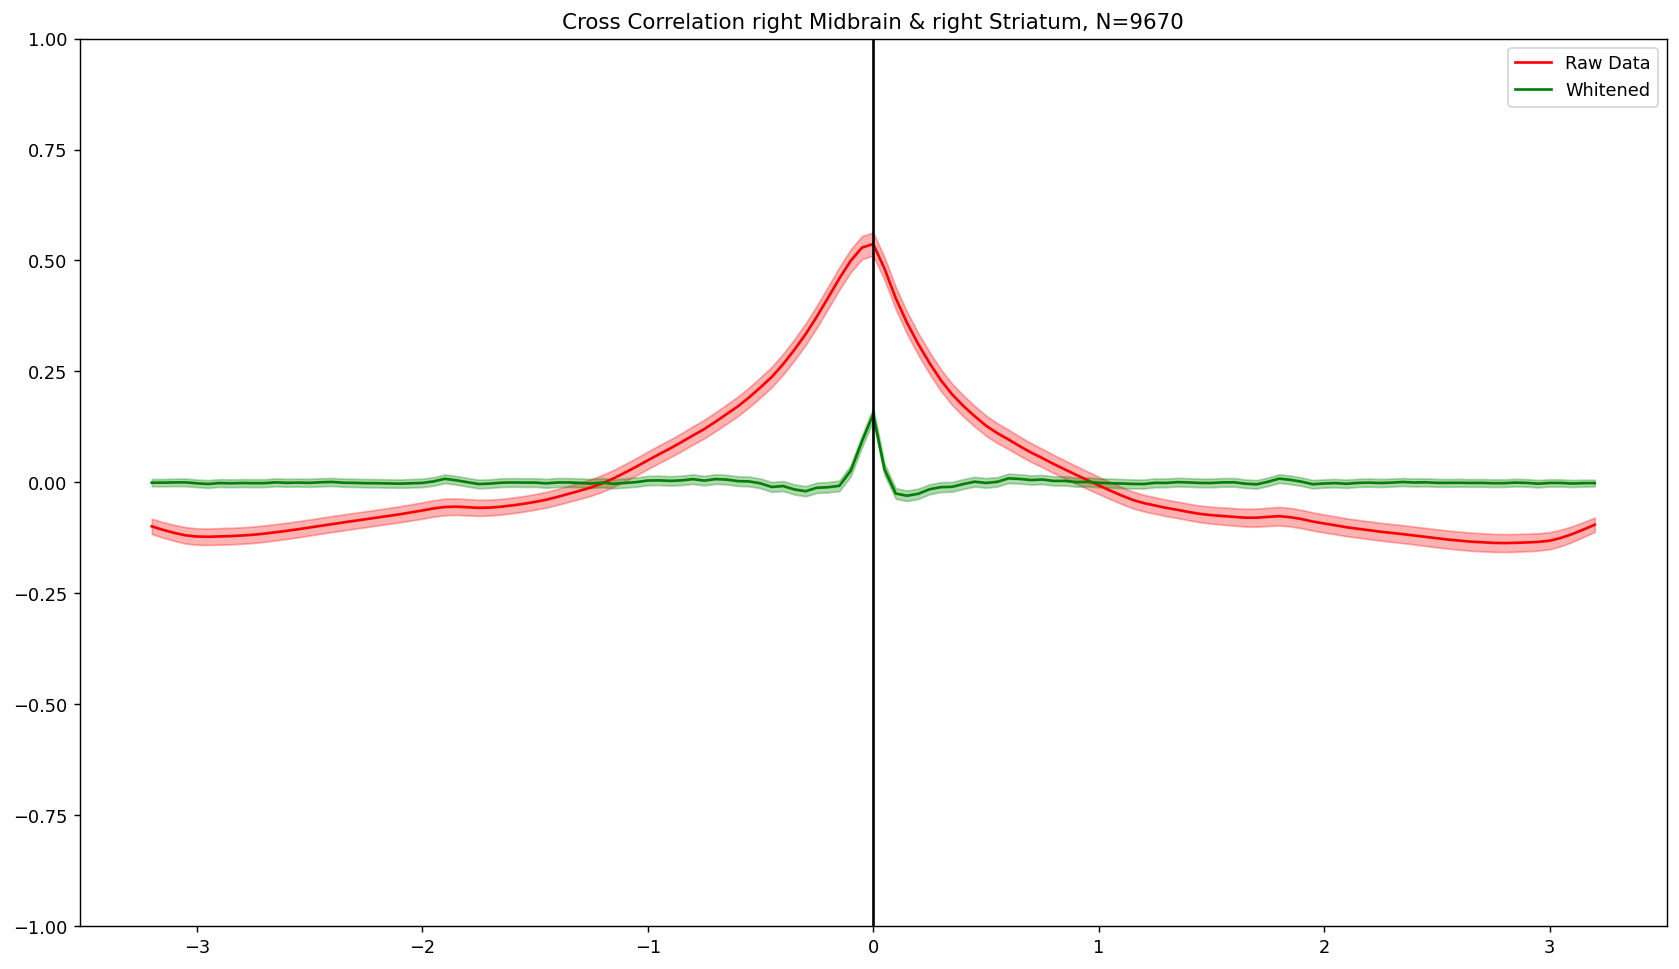 Cross Correlation right Midbrain & right Striatum, N=9670
Raw Data
Whitened
1.00
0.75
0.50
0.25
0.00
−0.25
−0.50
−0.75
−1.00
−3 −2 −1 0 1 2 3